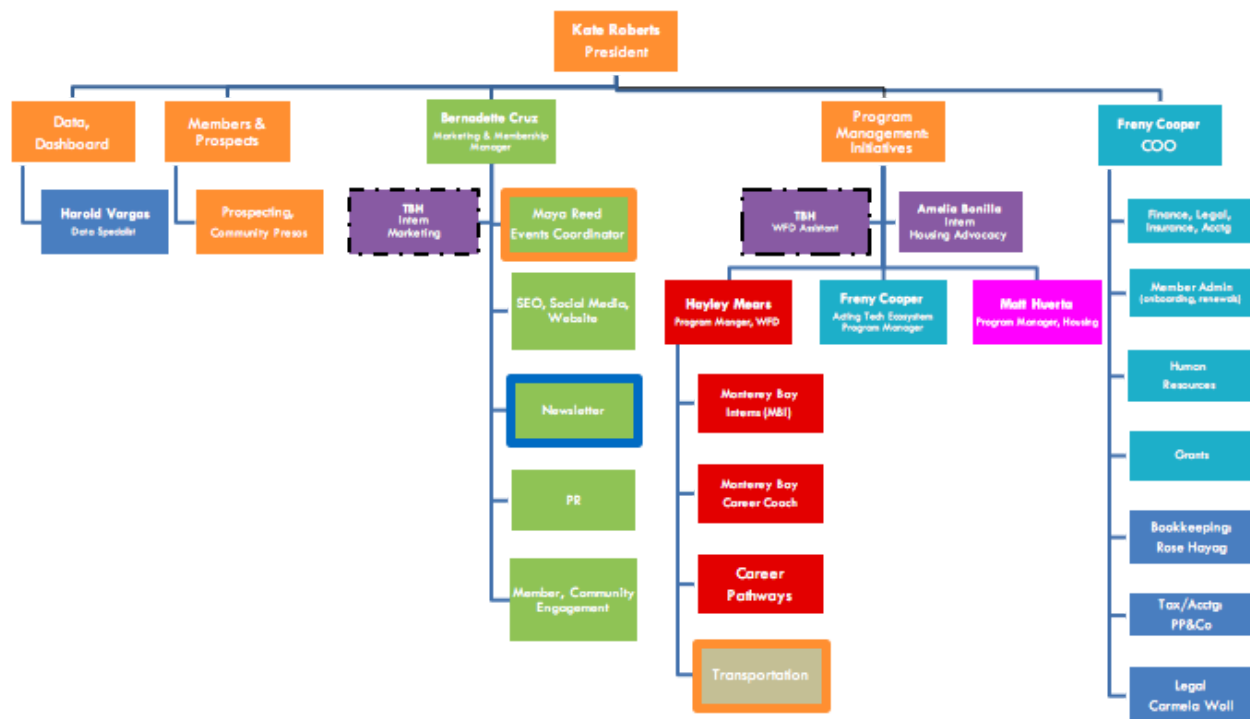 Kate Roberts
President
Data,
Dashboard
Members &
Prospects
Bernadette Cruz
Marketing & Membership
Manager
Program
Management:
Initiatives
Freny Cooper
COO
Harold Vargas
Data Specialist
Prospecting,
Community Presos
TBH
Intern
Marketing
Maya Reed
Events Coordinator
SEO, Social Media,
Website
Newsletter
PR
Member, Community
Engagement
TBH
WFD Assistant
Amelia Bonilla
Intern
Housing Advocacy
Hayley Mears
Program Manger, WFD
Freny Cooper
Acting Tech Ecosystem
Program Manager
Matt Huerta
Program Manager, Housing
Monterey Bay
Interns (MBI)
Monterey Bay
Career Coach
Career
Pathways
Transportation
Finance, Legal,
Insurance, Acctg
Member Admin
(onboarding, renewals)
Human
Resources
Grants
Bookkeeping:
Rose Hayag
Tax/Acctg:
PP&Co
Legal
Carmela Woll